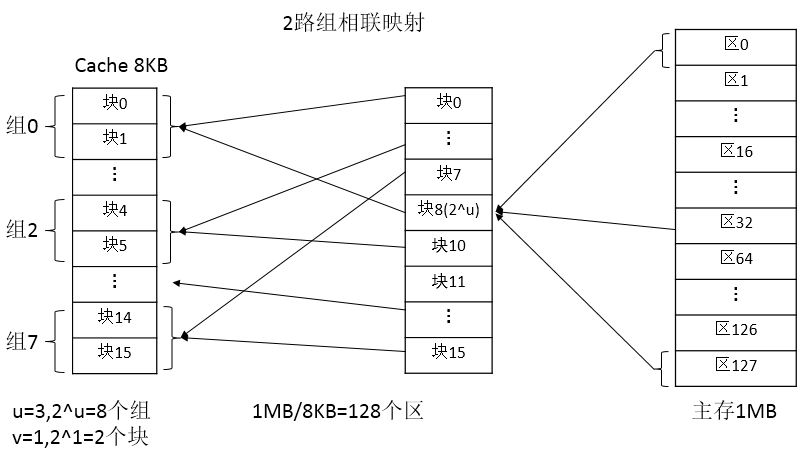 2路组相联映射
Cache 8KB
组0
块0
块1
⋮
组2
块4
块5
⋮
组7
块14
块15
u=3,2^u=8个组
v=1,2^1=2个块
块0
⋮
块7
块8(2^u)
块10
块11
⋮
块15
1MB/8KB=128个区
区0
区1
⋮
区16
⋮
区32
区64
⋮
区126
区127
主存1MB